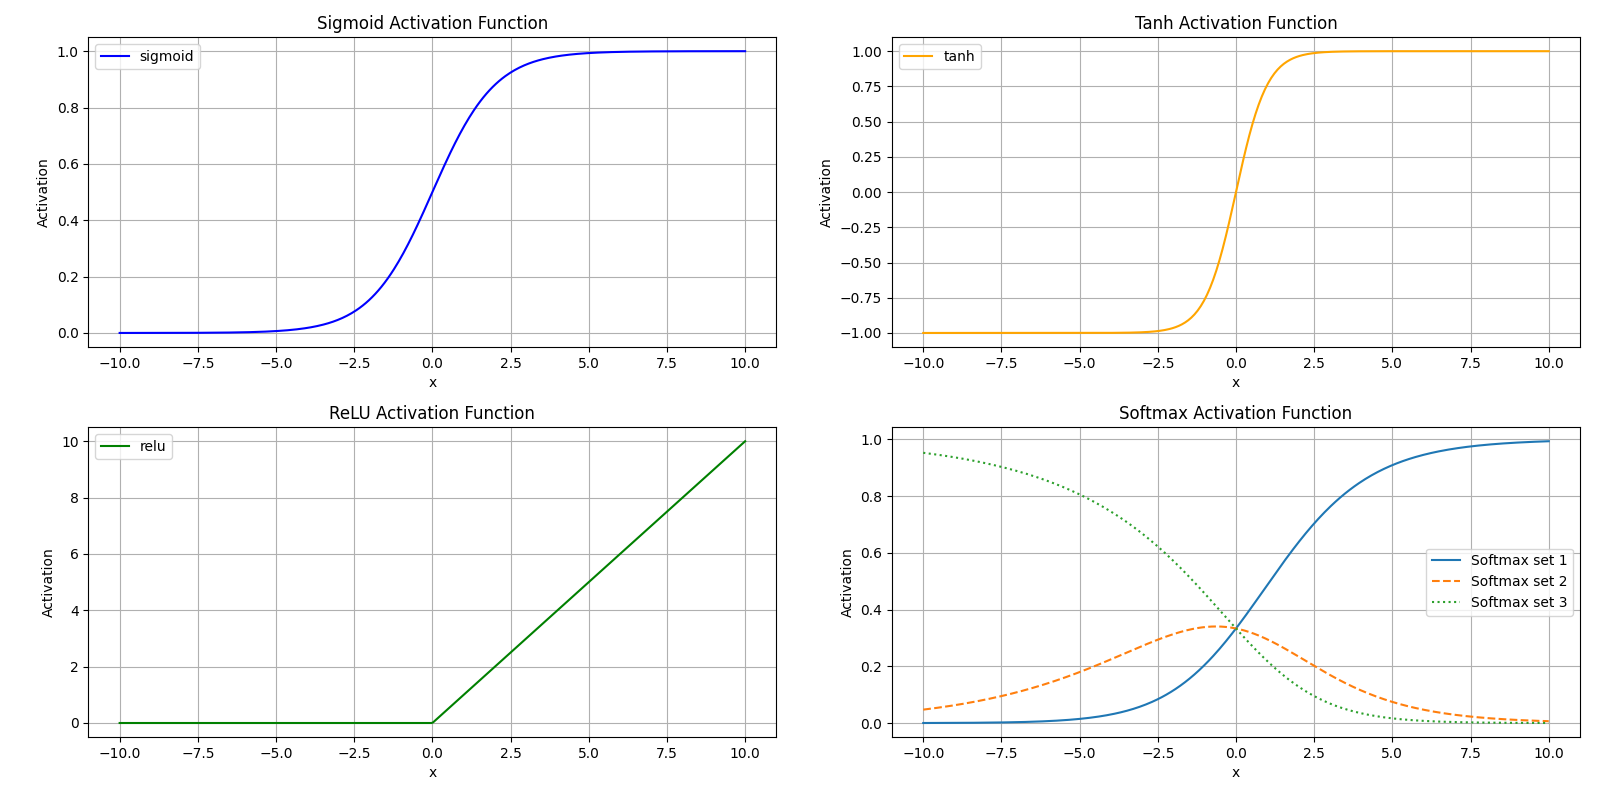 Sigmoid Activation Function
sigmoid
1.0
0.8
0.6
0.4
0.2
0.0
Activation
−10.0 −7.5 −5.0 −2.5 0.0 2.5 5.0 7.5 10.0
x
Tanh Activation Function
tanh
1.00
0.75
0.50
0.25
0.00
−0.25
−0.50
−0.75
−1.00
Activation
−10.0 −7.5 −5.0 −2.5 0.0 2.5 5.0 7.5 10.0
x
ReLU Activation Function
relu
10
8
6
4
2
0
Activation
−10.0 −7.5 −5.0 −2.5 0.0 2.5 5.0 7.5 10.0
x
Softmax Activation Function
1.0
0.8
0.6
0.4
0.2
0.0
Activation
Softmax set 1
Softmax set 2
Softmax set 3
−10.0 −7.5 −5.0 −2.5 0.0 2.5 5.0 7.5 10.0
x